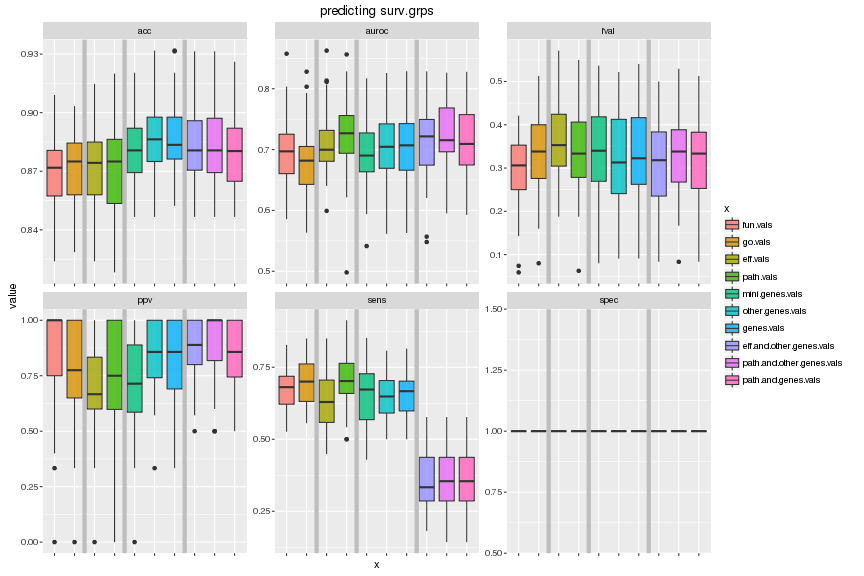 predicting surv.grps
acc
auroc
fval
0.93
0.90
0.87
0.84
0.8
0.7
0.6
0.5
0.5
0.4
0.3
0.2
0.1
value
ppv
sens
spec
1.00
0.75
0.50
0.25
0.00
0.75
0.50
0.25
1.50
1.25
1.00
0.75
0.50
x
x
fun.vals
go.vals
eff.vals
path.vals
mini.genes.vals
other.genes.vals
genes.vals
eff.and.other.genes.vals
path.and.other.genes.vals
path.and.genes.vals